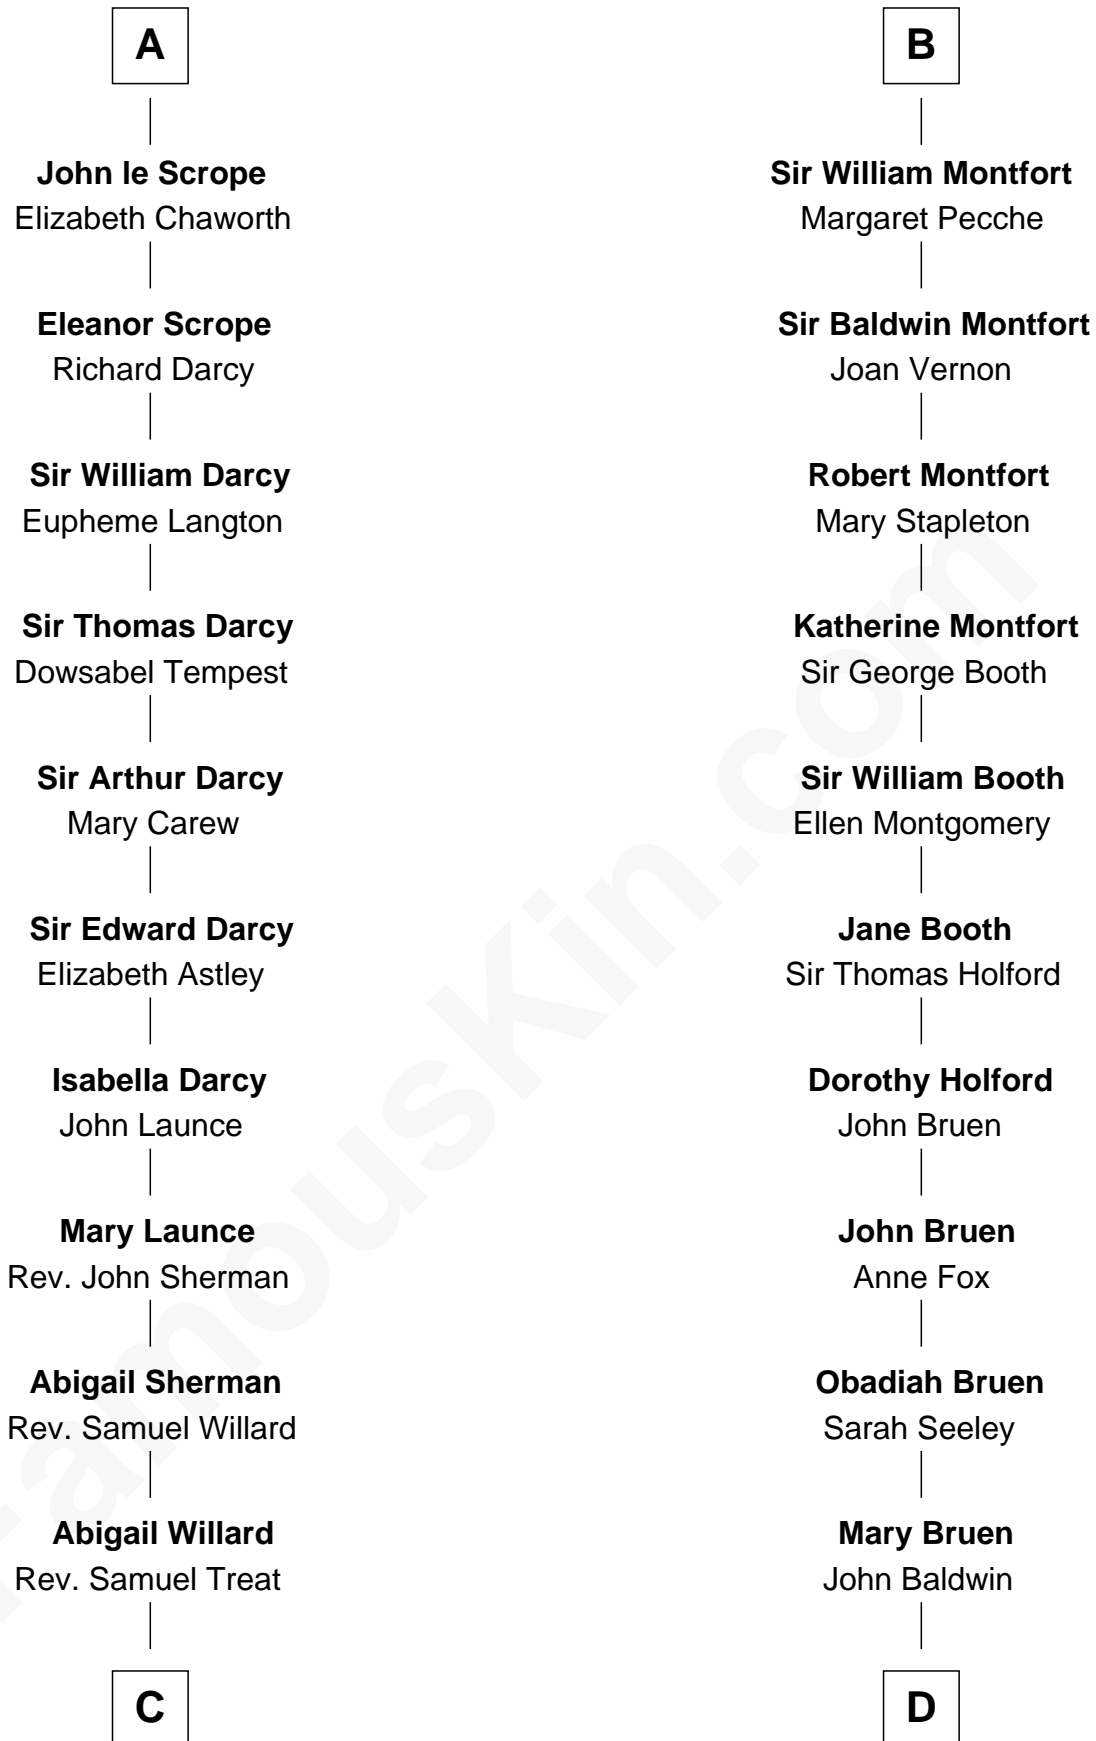 A
John le Scrope
Elizabeth Chaworth
Eleanor Scrope
Richard Darcy
Sir William Darcy
Eupheme Langton
Sir Thomas Darcy
Dowsabel Tempest
Sir Arthur Darcy
Mary Carew
Sir Edward Darcy
Elizabeth Astley
Isabella Darcy
John Launce
Mary Launce
Rev. John Sherman
Abigail Sherman
Rev. Samuel Willard
Abigail Willard
Rev. Samuel Treat
C
B
Sir William Montfort
Margaret Pecche
Sir Baldwin Montfort
Joan Vernon
Robert Montfort
Mary Stapleton
Katherine Montfort
Sir George Booth
Sir William Booth
Ellen Montgomery
Jane Booth
Sir Thomas Holford
Dorothy Holford
John Bruen
John Bruen
Anne Fox
Obadiah Bruen
Sarah Seeley
Mary Bruen
John Baldwin
D
FamousKin.com